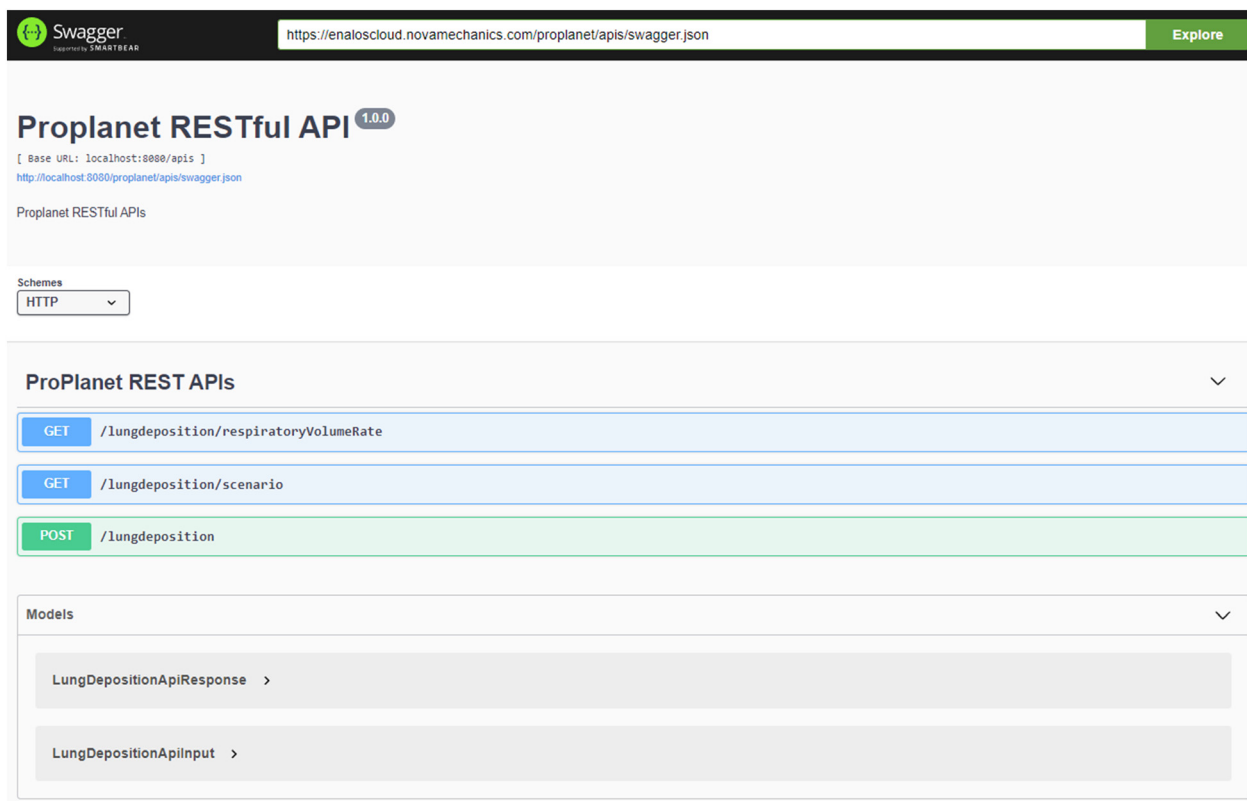 Swagger
Supported by SMARTBEAR
https://enaloscloud.novamechanics.com/proplanet/apis/swagger.json
Explore
Proplanet RESTful API 1.0.0
[ Base URL: localhost:8080/apis ]
http://localhost:8080/proplanet/apis/swagger.json
Proplanet RESTful APIs
Schemes
HTTP
ProPlanet REST APIs
GET /lungdeposition/respiratoryVolumeRate
GET /lungdeposition/scenario
POST /lungdeposition
Models
LungDepositionApiResponse
LungDepositionApiInput